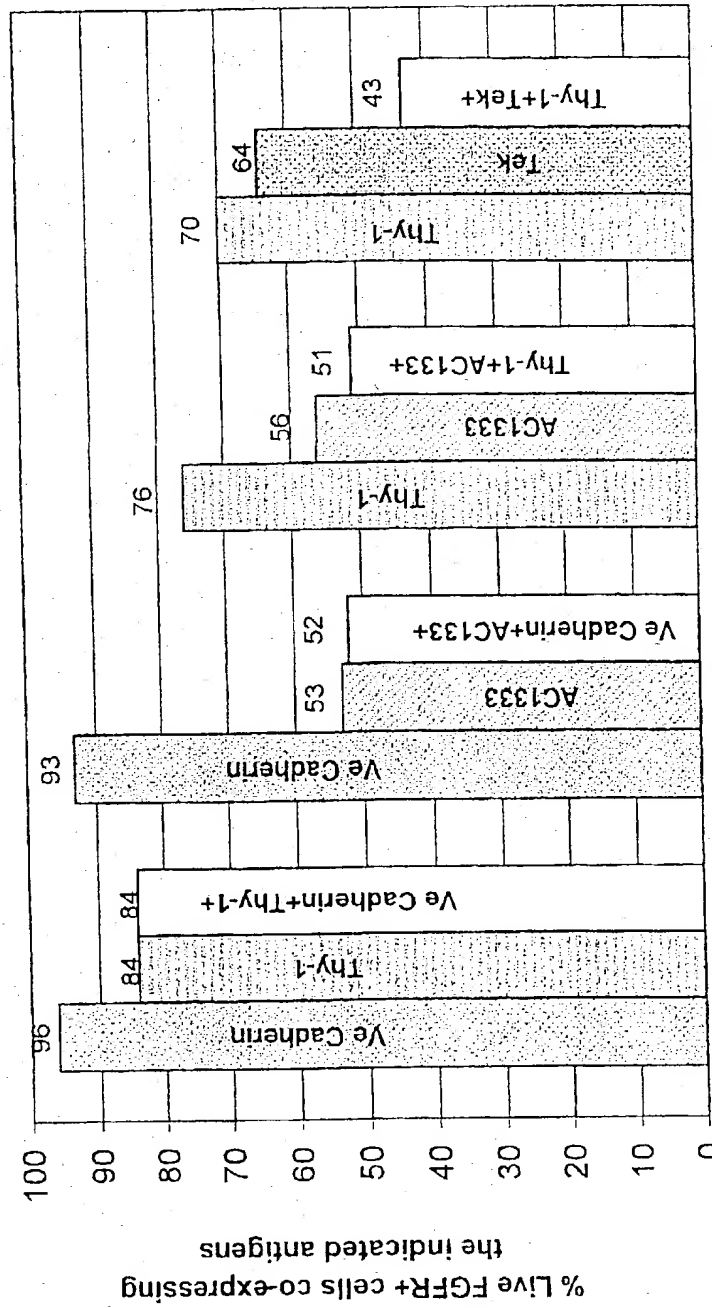 % Live FGFR+ cells co-expressing
the indicated antigens
100
90
80
70
60
50
40
30
20
10
0
96
84
84
93
53
52
76
56
51
70
64
43
Ve Cadherin
Thy-1
Ve Cadherin+Thy-1+
Ve Cadherin
AC1333
Ve Cadherin+AC133+
Thy-1
AC1333
Thy-1+AC133+
Thy-1
Tek
Thy-1+Tek+